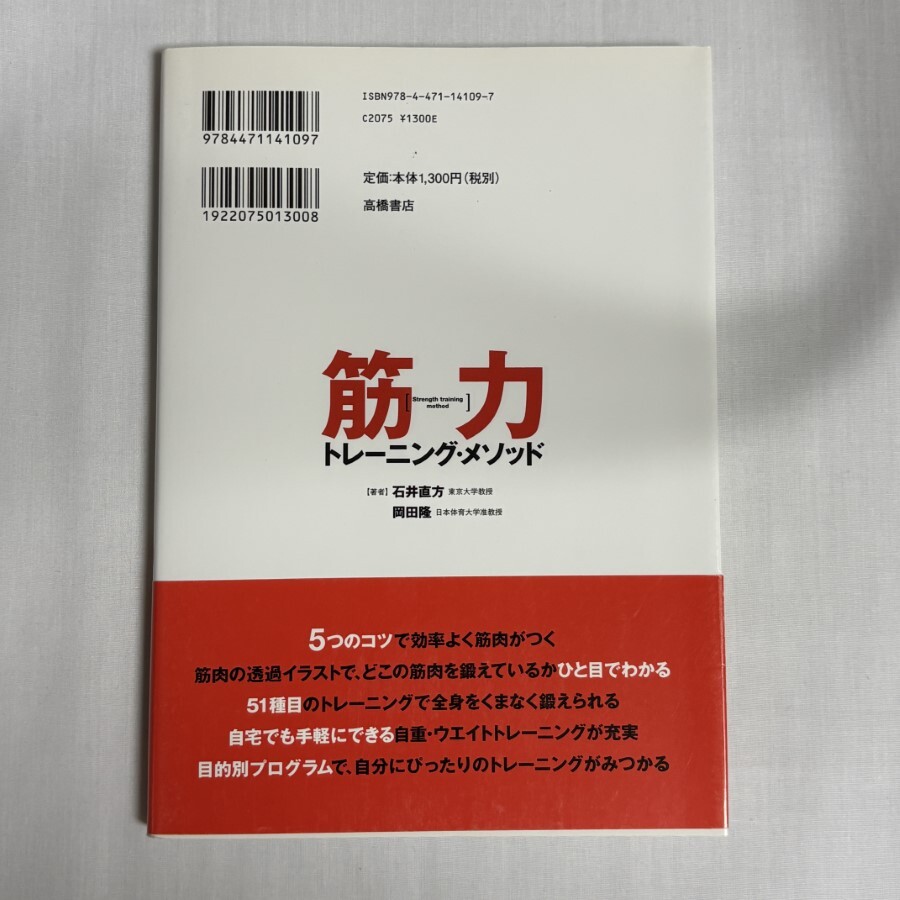 ISBN978-4-471-14109-7
C2075 ¥1300E
9784471141097
定価:本体1,300円(税別)
高橋書店
1922075013008
筋力
[Strength training
method]
トレーニング・メソッド
【著者】石井直方 東京大学教授
岡田隆 日本体育大学准教授
5つのコツで効率よく筋肉がつく
筋肉の透過イラストで、どこの筋肉を鍛えているかひと目でわかる
51種目のトレーニングで全身をくまなく鍛えられる
自宅でも手軽にできる自重・ウエイトトレーニングが充実
目的別プログラムで、自分にぴったりのトレーニングがみつかる